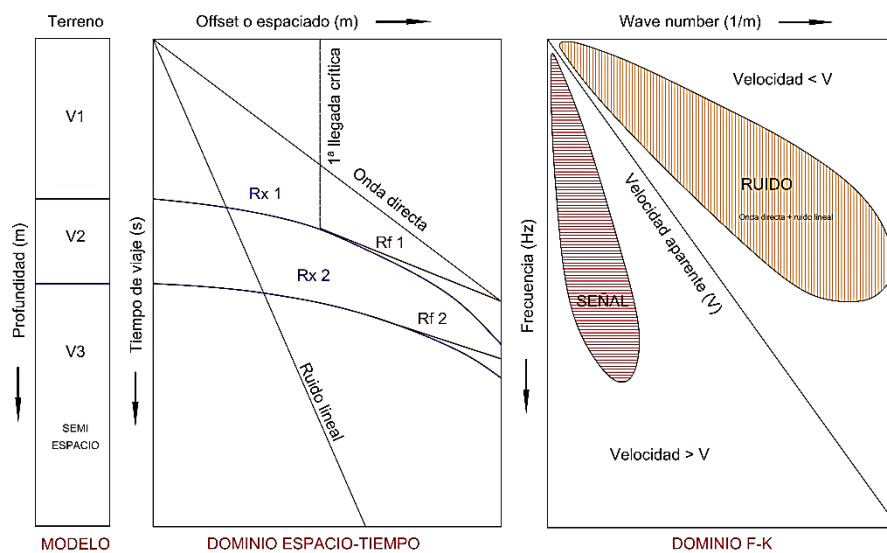 Terreno
Offset o espaciado (m)
Wave number (1/m)
Profundidad (m)
V1
V2
V3
SEMI
ESPACIO
Tiempo de viaje (s)
1ª llegada crítica
Onda directa
Rx 1
Rf 1
Rx 2
Rf 2
Ruido lineal
Frecuencia (Hz)
Velocidad < V
RUIDO
Onda directa + ruido lineal
Velocidad aparente (V)
SEÑAL
Velocidad > V
MODELO
DOMINIO ESPACIO-TIEMPO
DOMINIO F-K